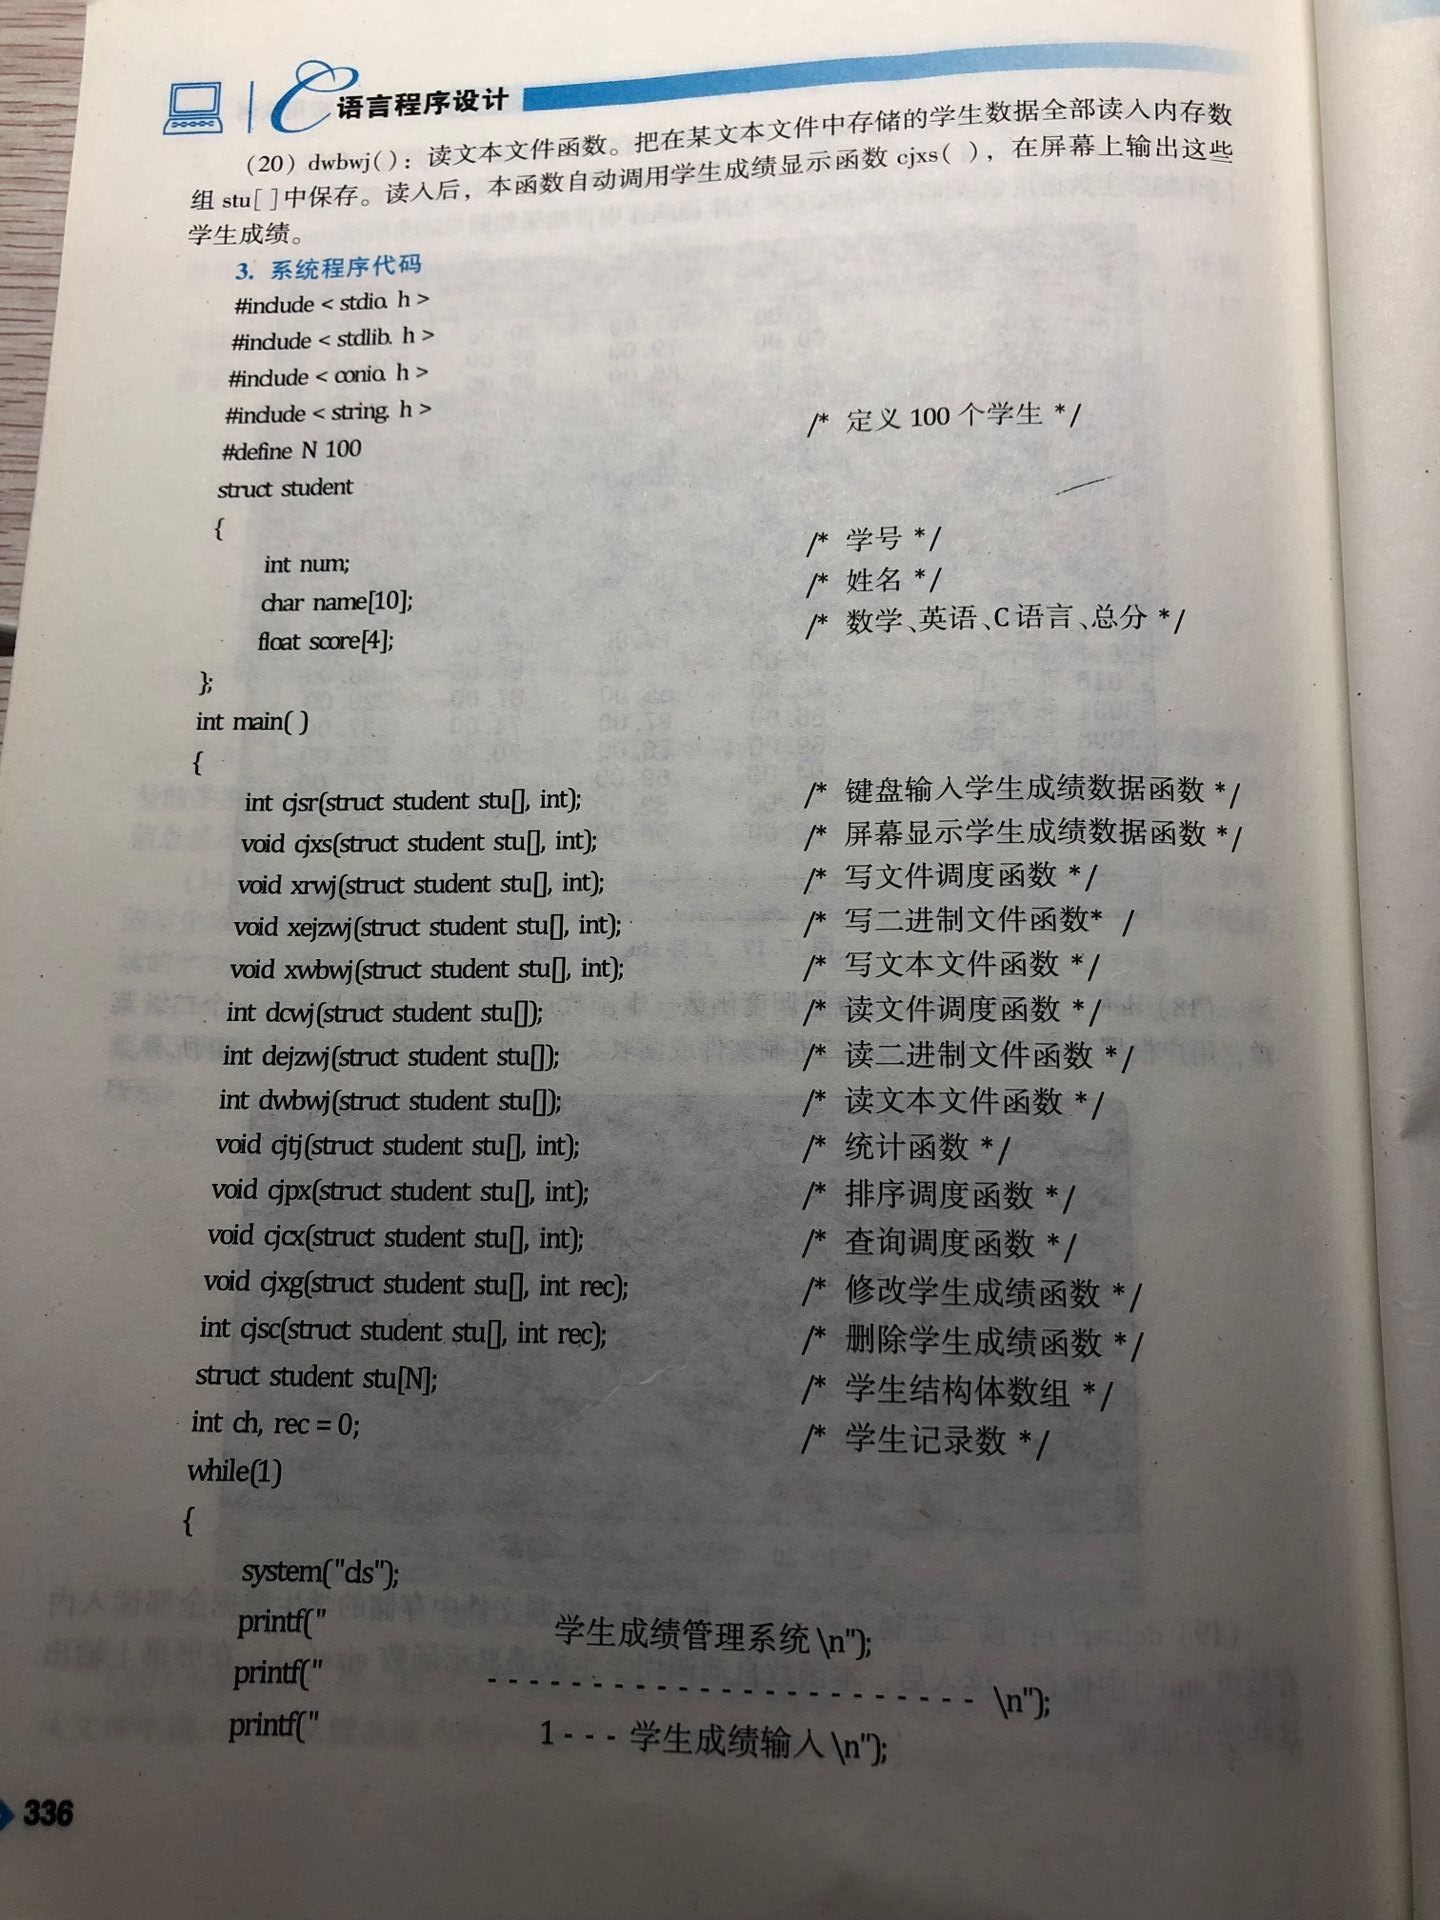 C语言程序设计
(20) dwbwj()：读文本文件函数。把在某文本文件中存储的学生数据全部读入内存数
组 stu[ ]中保存。读入后，本函数自动调用学生成绩显示函数 cjxs( )，在屏幕上输出这些
学生成绩。
3. 系统程序代码
#include < stdio. h >
#include < stdlib. h >
#include < conio. h >
#include < string. h >
#define N 100 /* 定义 100 个学生 */
struct student
{
int num; /* 学号 */
char name[10]; /* 姓名 */
float score[4]; /* 数学、英语、C语言、总分 */
};
int main( )
{
int cjsr(struct student stu[], int); /* 键盘输入学生成绩数据函数 */
void cjxs(struct student stu[], int); /* 屏幕显示学生成绩数据函数 */
void xrwj(struct student stu[], int); /* 写文件调度函数 */
void xejzwj(struct student stu[], int); /* 写二进制文件函数* /
void xwbwj(struct student stu[], int); /* 写文本文件函数 */
int dcwj(struct student stu[]); /* 读文件调度函数 */
int dejzwj(struct student stu[]); /* 读二进制文件函数 */
int dwbwj(struct student stu[]); /* 读文本文件函数 */
void cjtj(struct student stu[], int); /* 统计函数 */
void cjpx(struct student stu[], int); /* 排序调度函数 */
void cjcx(struct student stu[], int); /* 查询调度函数 */
void cjxg(struct student stu[], int rec); /* 修改学生成绩函数 */
int cjsc(struct student stu[], int rec); /* 删除学生成绩函数 */
struct student stu[N]; /* 学生结构体数组 */
int ch, rec = 0; /* 学生记录数 */
while(1)
{
system("cls");
printf(" 学生成绩管理系统 \n");
printf(" - - - - - - - - - - - - - - - - - - - - - - - - \n");
printf(" 1 - - - 学生成绩输入 \n");
336